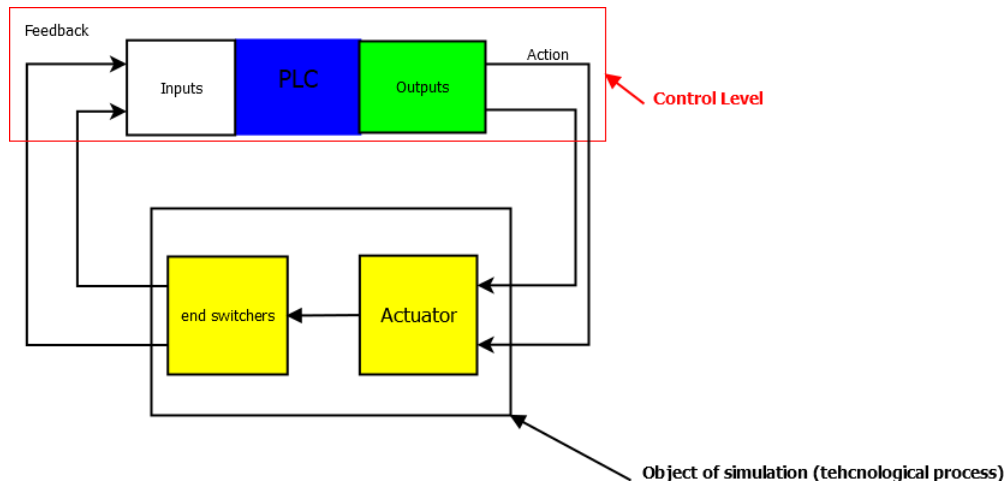 Feedback
Action
Inputs
PLC
Outputs
Control Level
end switchers
Actuator
Object of simulation (tehcnological process)